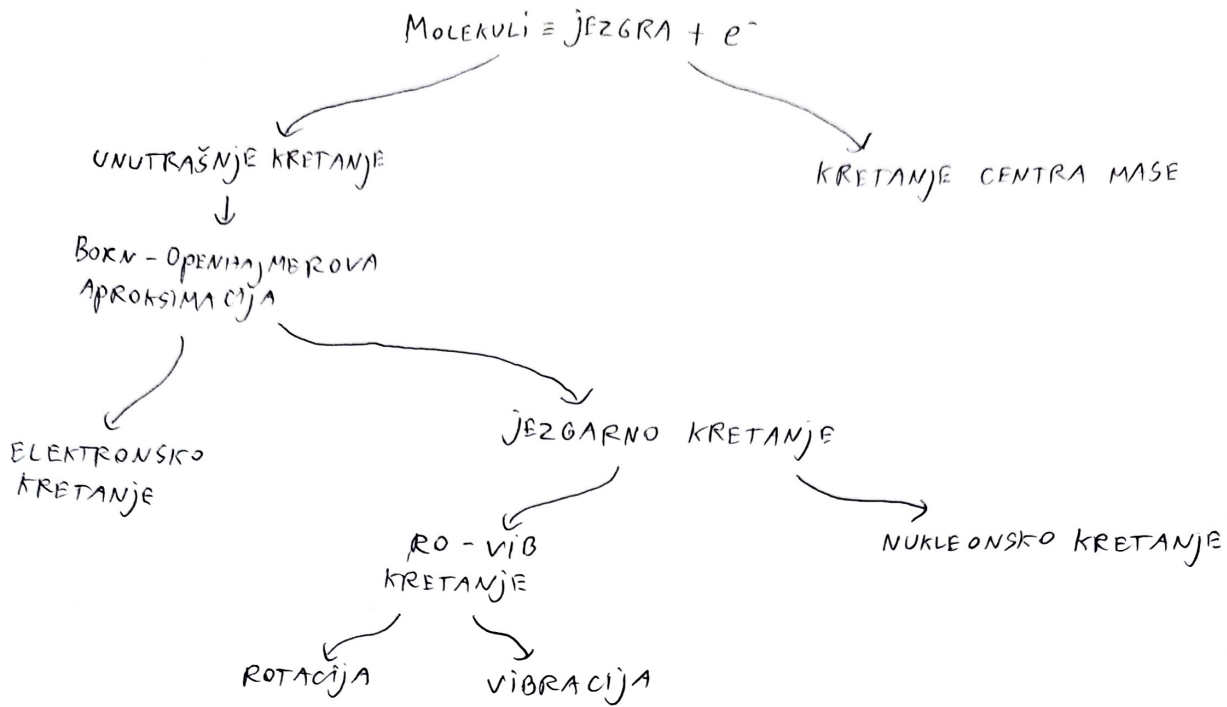 MOLEKULI ≡ JEZGRA + e⁻
UNUTRAŠNJE KRETANJE
KRETANJE CENTRA MASE
BORN - OPENHAJMEROVA
APROKSIMACIJA
JEZGARNO KRETANJE
ELEKTRONSKO
KRETANJE
NUKLEONSKO KRETANJE
RO - VIB
KRETANJE
ROTACIJA
VIBRACIJA